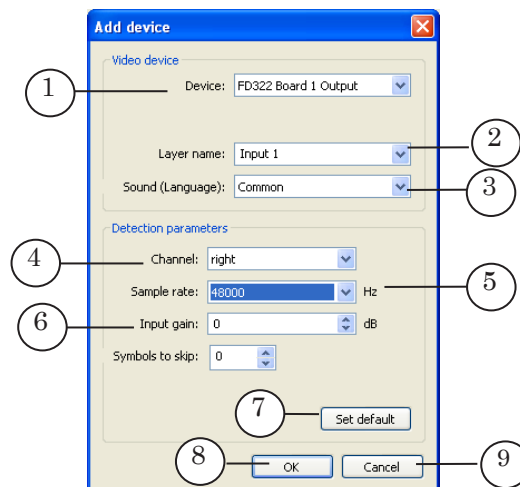 Add device
Video device
1
Device: FD322 Board 1 Output
2
Layer name: Input 1
Sound (Language): Common
3
Detection parameters
4
Channel: right
5
Sample rate: 48000 Hz
6
Input gain: 0 dB
Symbols to skip: 0
7
Set default
8
OK
Cancel
9